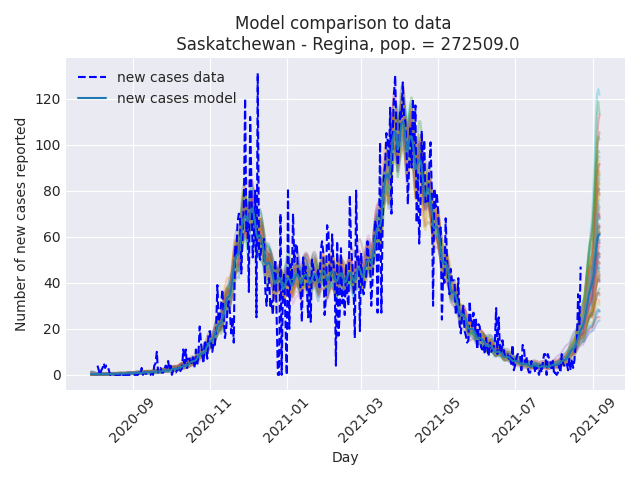 Model comparison to data
Saskatchewan - Regina, pop. = 272509.0
new cases data
new cases model
Number of new cases reported
120
100
80
60
40
20
0
2020-09
2020-11
2021-01
2021-03
2021-05
2021-07
2021-09
Day